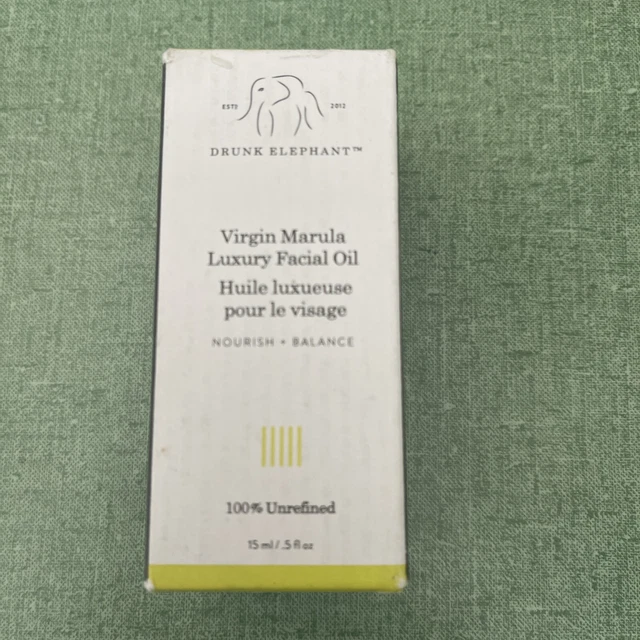 ESTD 2012
DRUNK ELEPHANT™
Virgin Marula
Luxury Facial Oil
Huile luxueuse
pour le visage
NOURISH + BALANCE
100% Unrefined
15 ml / .5 fl oz